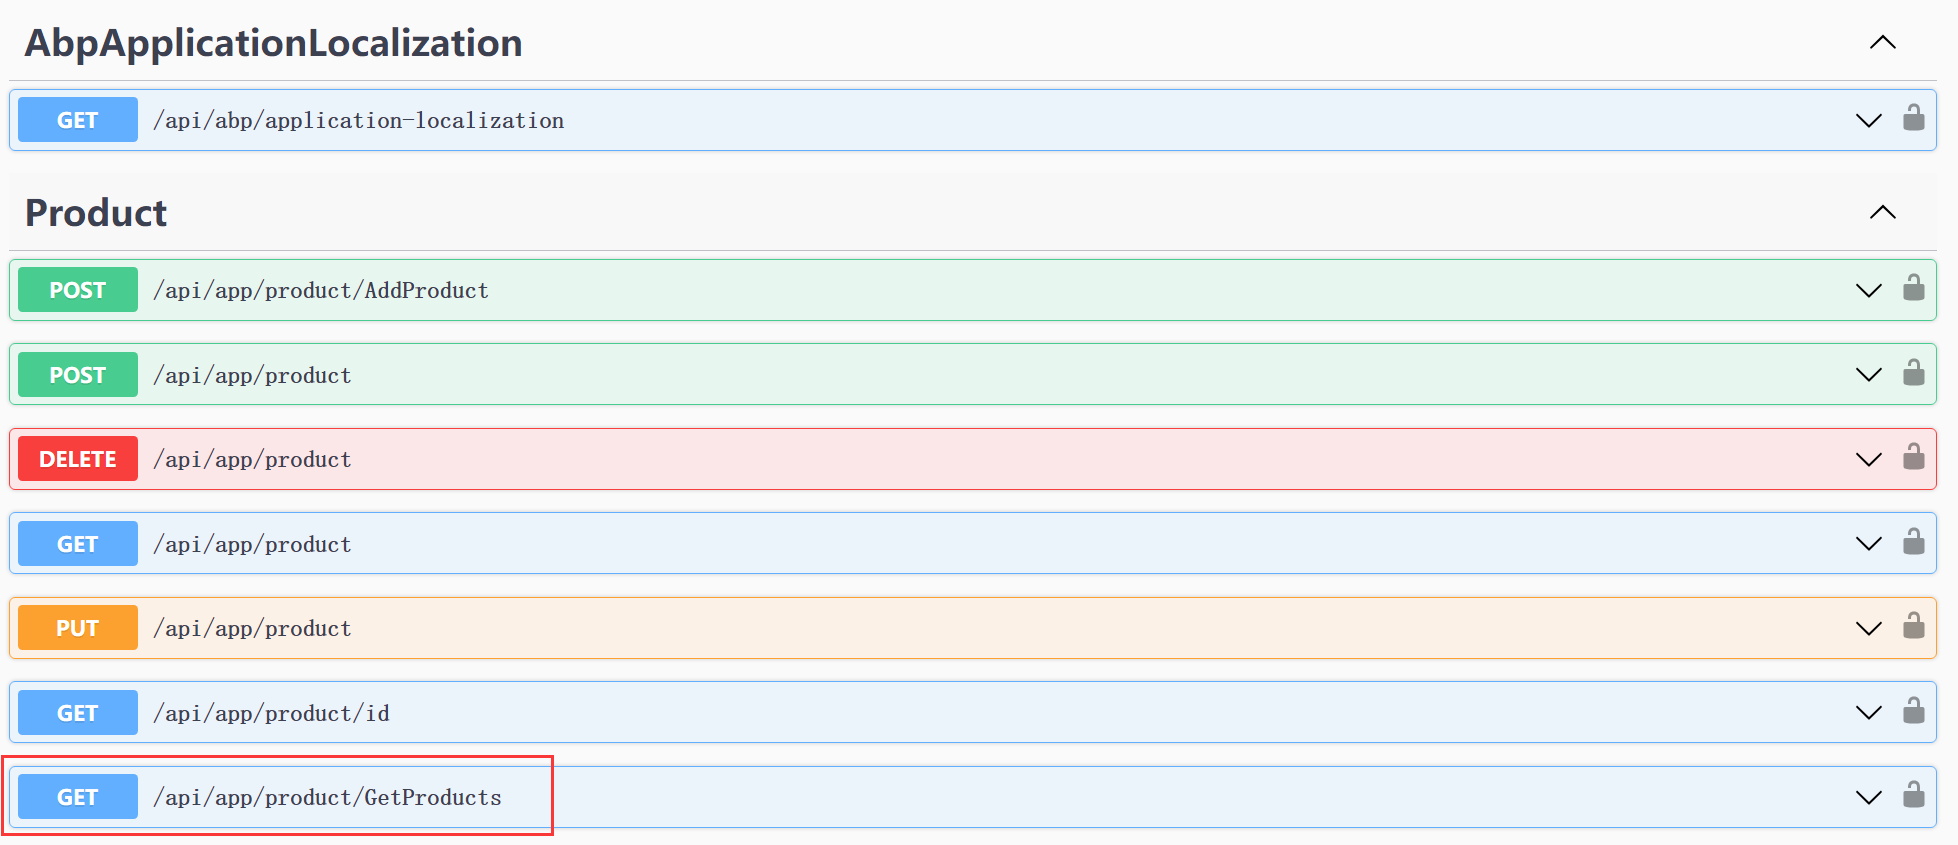 AbpApplicationLocalization
GET /api/abp/application-localization
Product
POST /api/app/product/AddProduct
POST /api/app/product
DELETE /api/app/product
GET /api/app/product
PUT /api/app/product
GET /api/app/product/id
GET /api/app/product/GetProducts